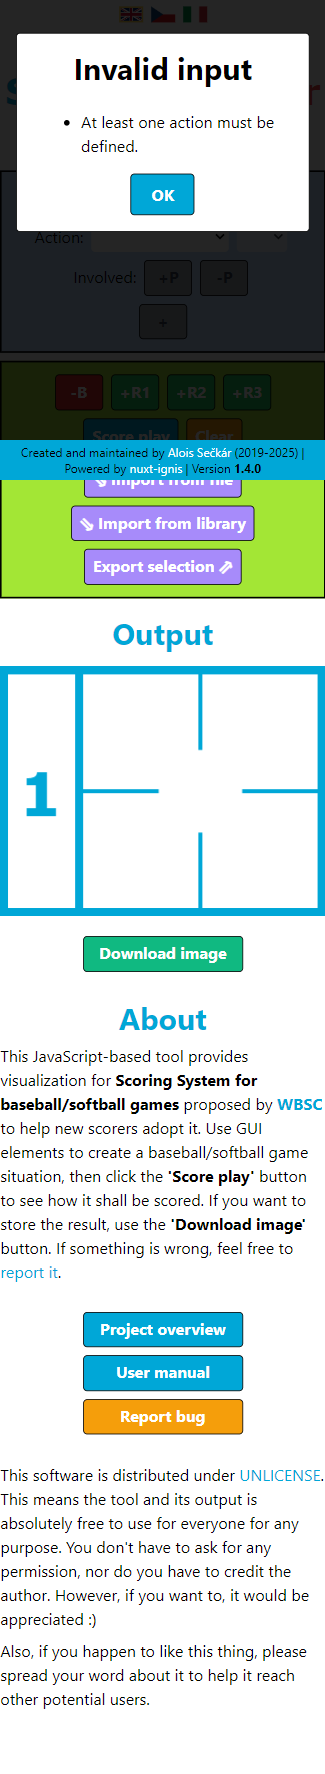 Invalid input
• At least one action must be
defined.
OK
Action:
Involved: +P -P
+
-B +R1 +R2 +R3
Score play Clear
Created and maintained by Alois Sečkár (2019-2025) |
Powered by nuxt-ignis | Version 1.4.0
⇘ Import from file
⇘ Import from library
Export selection ⇗
Output
1
Download image
About
This JavaScript-based tool provides
visualization for Scoring System for
baseball/softball games proposed by WBSC
to help new scorers adopt it. Use GUI
elements to create a baseball/softball game
situation, then click the 'Score play' button
to see how it shall be scored. If you want to
store the result, use the 'Download image'
button. If something is wrong, feel free to
report it.
Project overview
User manual
Report bug
This software is distributed under UNLICENSE.
This means the tool and its output is
absolutely free to use for everyone for any
purpose. You don't have to ask for any
permission, nor do you have to credit the
author. However, if you want to, it would be
appreciated :)
Also, if you happen to like this thing, please
spread your word about it to help it reach
other potential users.